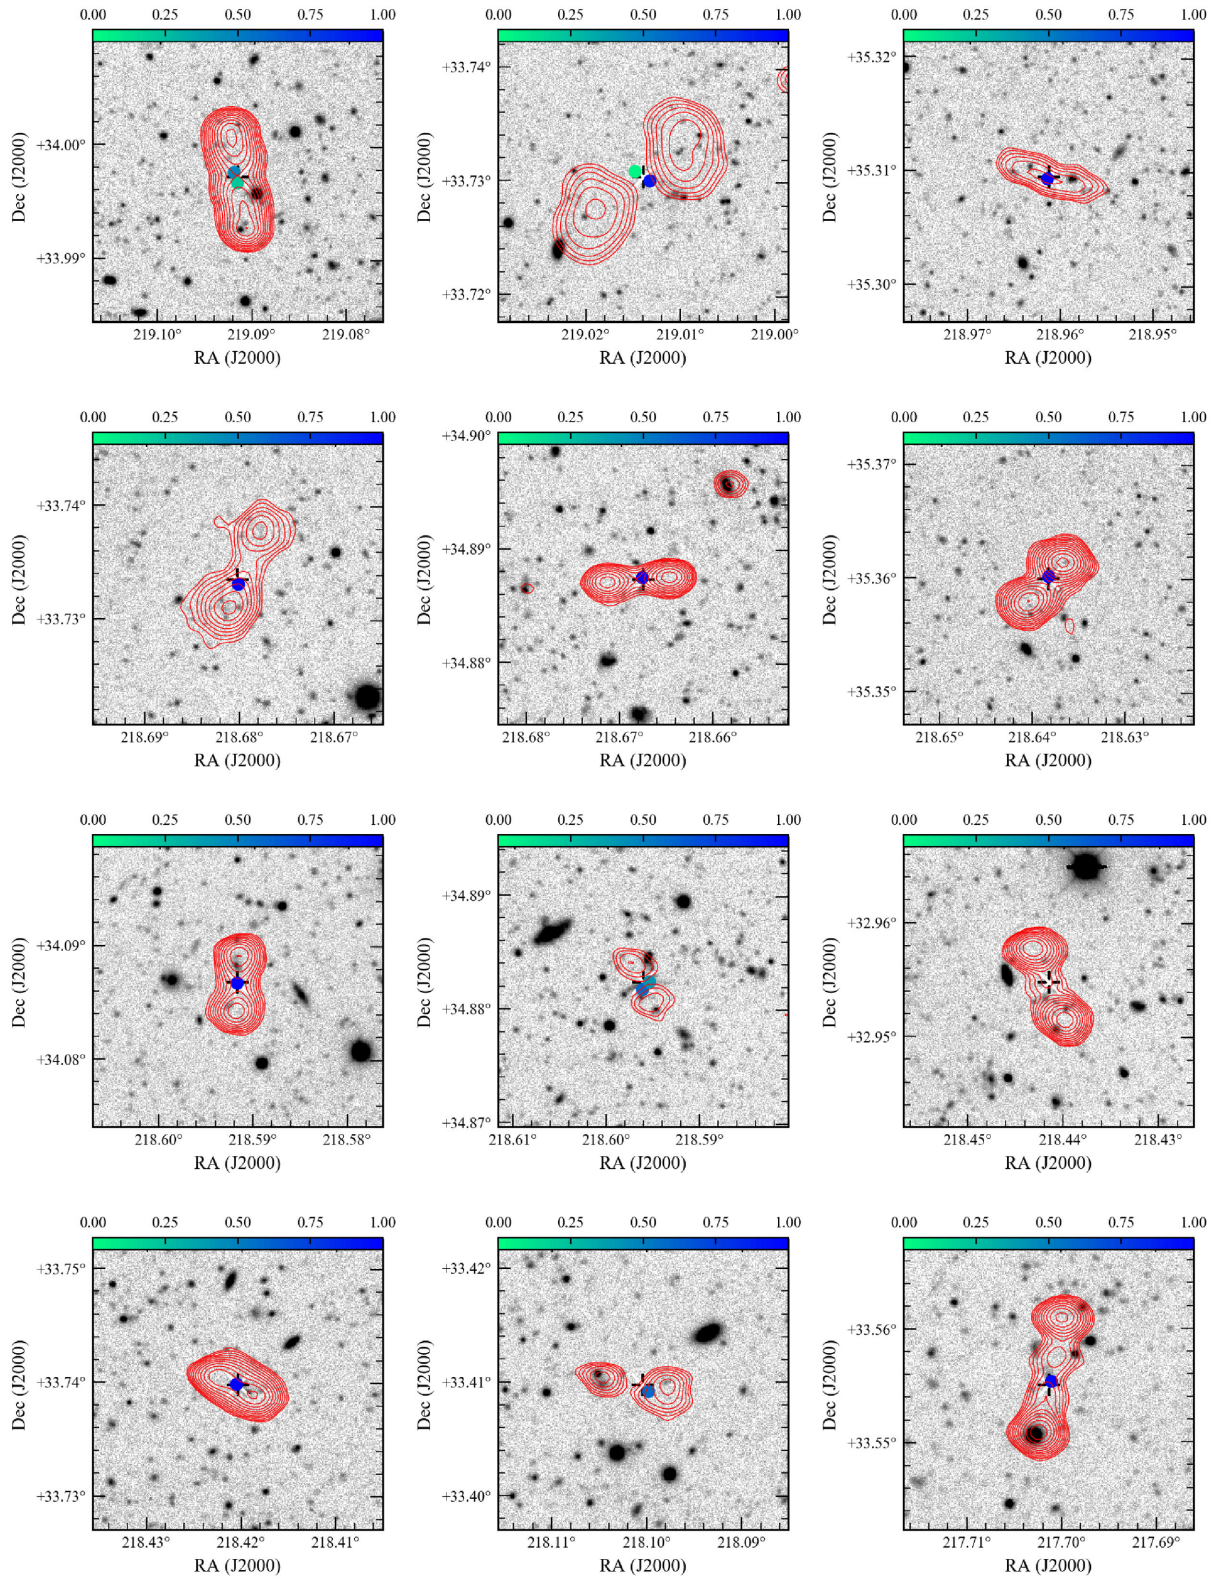 0.00 0.25 0.50 0.75 1.00 0.00 0.25 0.50 0.75 1.00 0.00 0.25 0.50 0.75 1.00
Dec (J2000)
+34.00°
+33.99°
219.10° 219.09° 219.08°
RA (J2000)
Dec (J2000)
+33.74°
+33.73°
+33.72°
219.02° 219.01° 219.00°
RA (J2000)
Dec (J2000)
+35.32°
+35.31°
+35.30°
218.97° 218.96° 218.95°
RA (J2000)
0.00 0.25 0.50 0.75 1.00 0.00 0.25 0.50 0.75 1.00 0.00 0.25 0.50 0.75 1.00
Dec (J2000)
+33.74°
+33.73°
218.69° 218.68° 218.67°
RA (J2000)
Dec (J2000)
+34.90°
+34.89°
+34.88°
218.68° 218.67° 218.66°
RA (J2000)
Dec (J2000)
+35.37°
+35.36°
+35.35°
218.65° 218.64° 218.63°
RA (J2000)
0.00 0.25 0.50 0.75 1.00 0.00 0.25 0.50 0.75 1.00 0.00 0.25 0.50 0.75 1.00
Dec (J2000)
+34.09°
+34.08°
218.60° 218.59° 218.58°
RA (J2000)
Dec (J2000)
+34.89°
+34.88°
+34.87°
218.61° 218.60° 218.59°
RA (J2000)
Dec (J2000)
+32.96°
+32.95°
218.45° 218.44° 218.43°
RA (J2000)
0.00 0.25 0.50 0.75 1.00 0.00 0.25 0.50 0.75 1.00 0.00 0.25 0.50 0.75 1.00
Dec (J2000)
+33.75°
+33.74°
+33.73°
218.43° 218.42° 218.41°
RA (J2000)
Dec (J2000)
+33.42°
+33.41°
+33.40°
218.11° 218.10° 218.09°
RA (J2000)
Dec (J2000)
+33.56°
+33.55°
217.71° 217.70° 217.69°
RA (J2000)